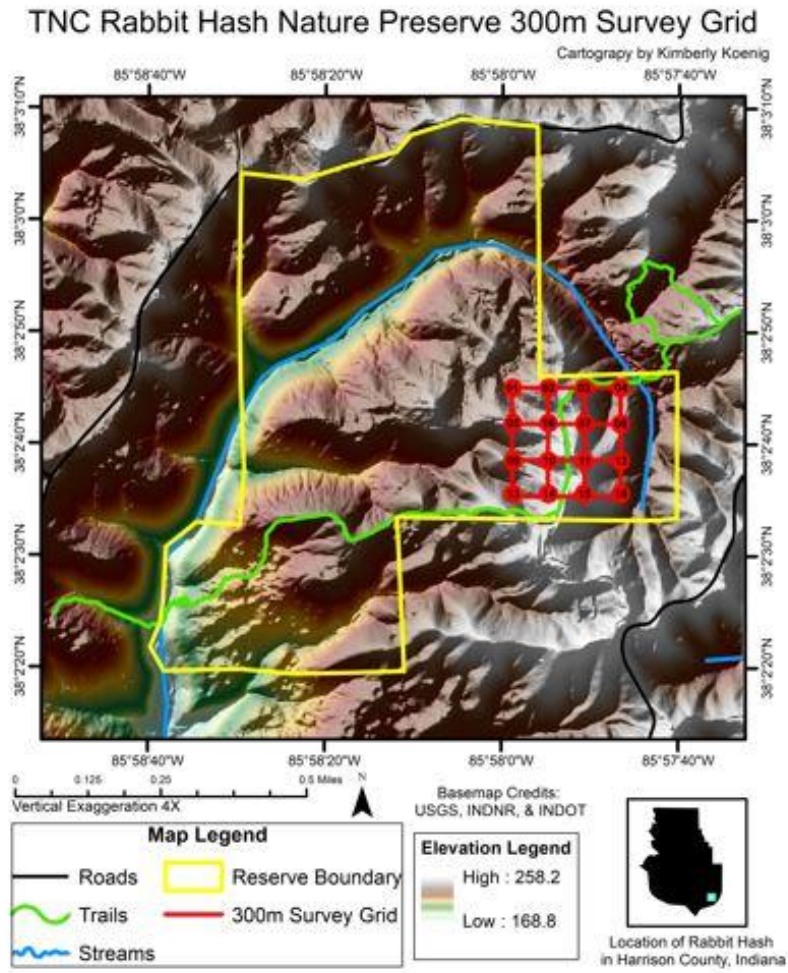 TNC Rabbit Hash Nature Preserve 300m Survey Grid
Cartograpy by Kimberly Koenig
85°58'40"W 85°58'20"W 85°58'0"W 85°57'40"W
38°3'10"N 38°3'10"N
38°3'0"N 38°3'0"N
38°2'50"N 38°2'50"N
01 02 03 04
38°2'40"N 38°2'40"N
38°2'30"N 38°2'30"N
38°2'20"N 38°2'20"N
85°58'40"W 85°58'20"W 85°58'0"W 85°57'40"W
0 0.125 0.25 0.5 Miles
N
Vertical Exaggeration 4X
Basemap Credits:
USGS, INDNR, & INDOT
Map Legend
Roads Reserve Boundary
Trails 300m Survey Grid
Streams
Elevation Legend
High : 258.2
Low : 168.8
Location of Rabbit Hash
in Harrison County, Indiana